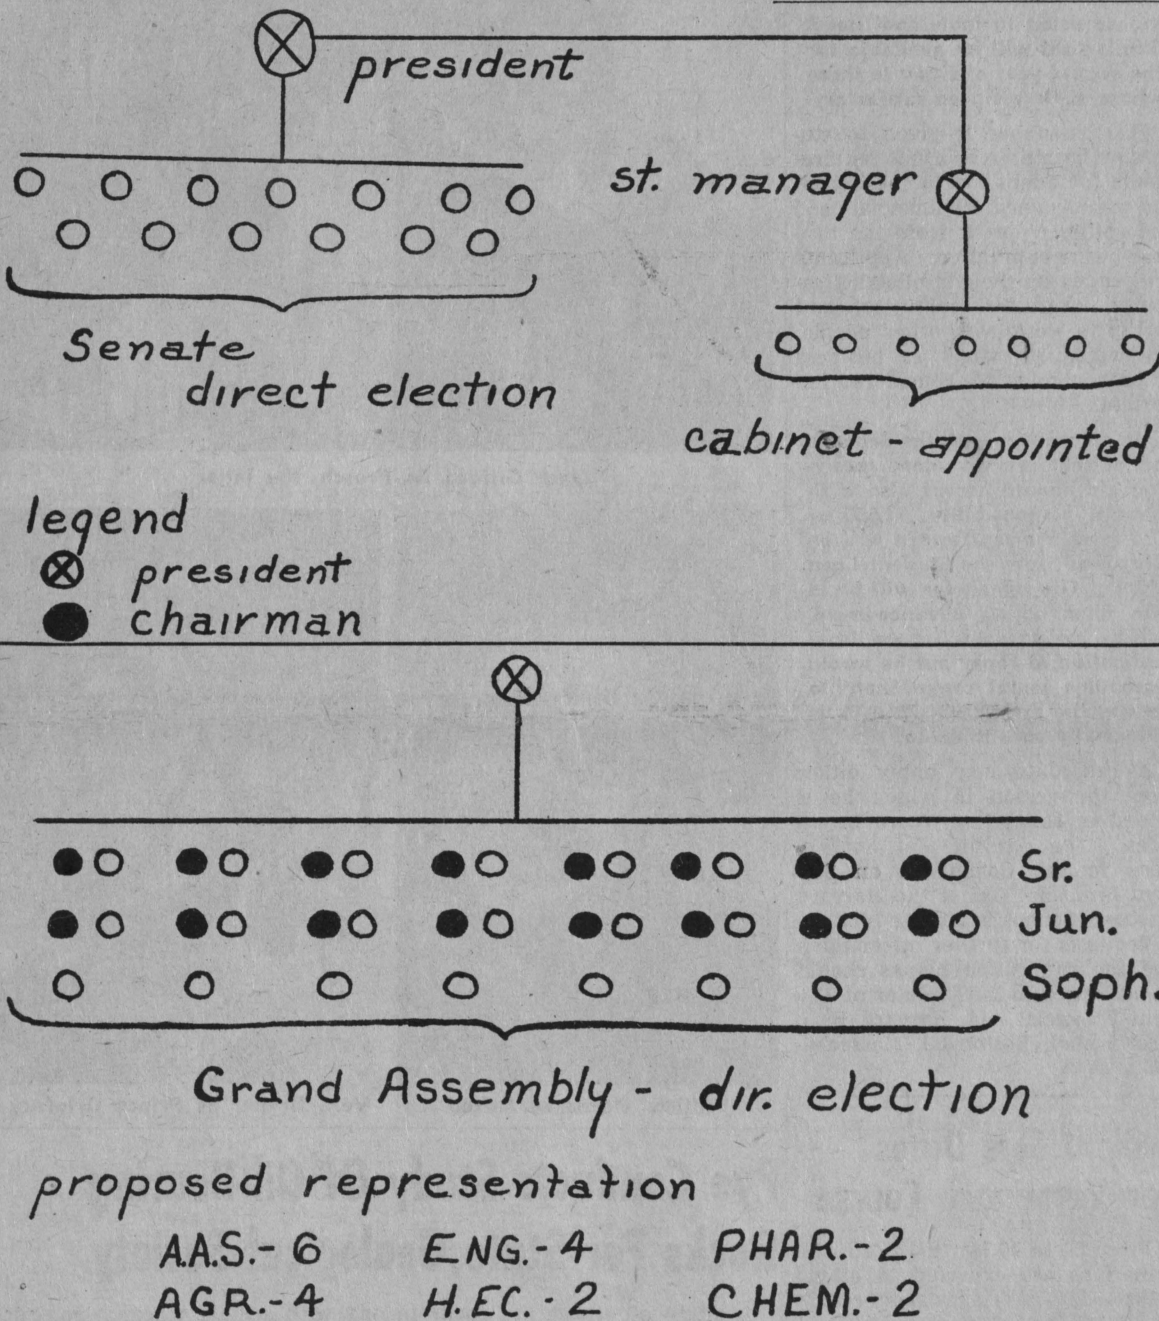 president
st. manager
Senate
direct election
cabinet - appointed
legend
president
chairman
Sr.
Jun.
Soph.
Grand Assembly - dir. election
proposed representation
A.A.S. - 6 ENG. - 4 PHAR. - 2
AGR. - 4 H. EC. - 2 CHEM. - 2